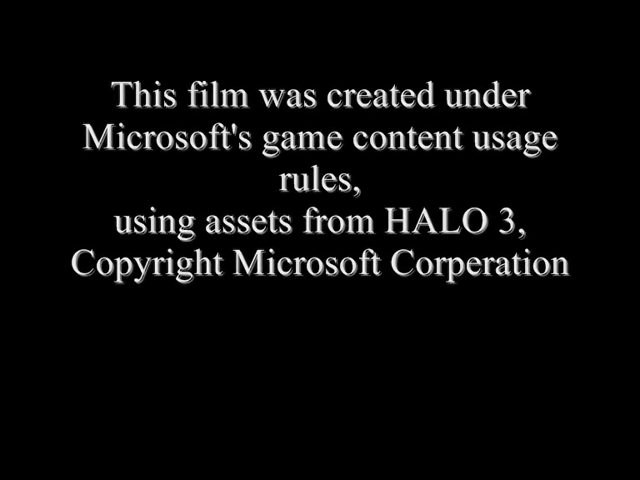 This film was created under
Microsoft's game content usage
rules,
using assets from HALO 3,
Copyright Microsoft Corperation